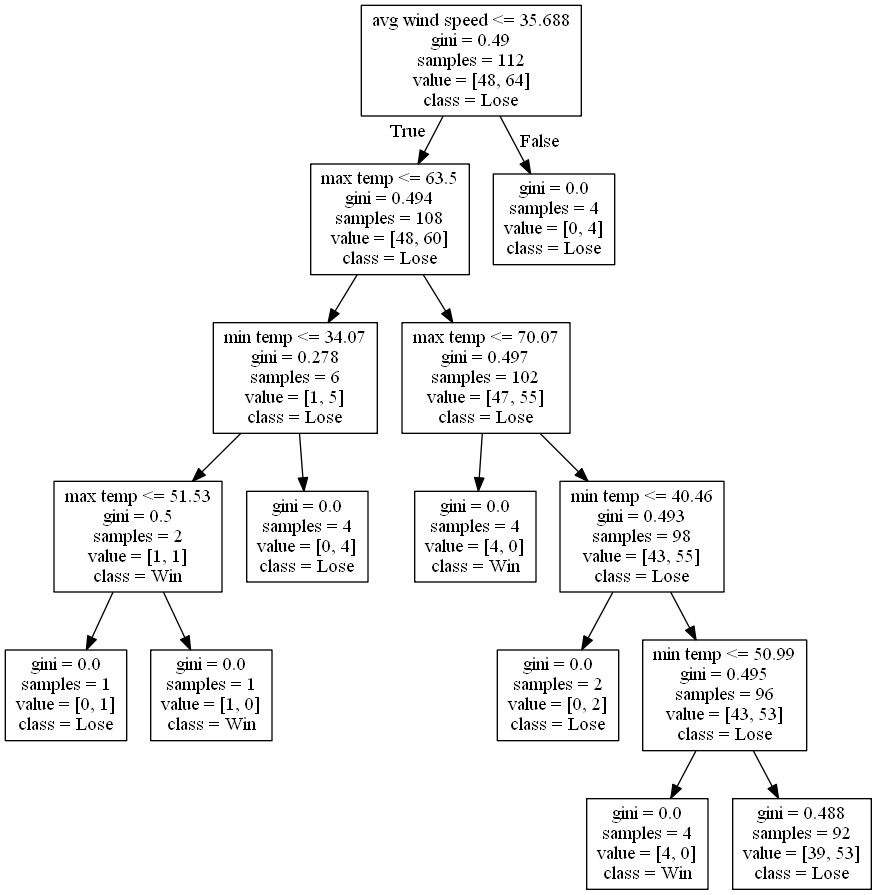 avg wind speed <= 35.688
gini = 0.49
samples = 112
value = [48, 64]
class = Lose
True
False
max temp <= 63.5
gini = 0.494
samples = 108
value = [48, 60]
class = Lose
gini = 0.0
samples = 4
value = [0, 4]
class = Lose
min temp <= 34.07
gini = 0.278
samples = 6
value = [1, 5]
class = Lose
max temp <= 70.07
gini = 0.497
samples = 102
value = [47, 55]
class = Lose
max temp <= 51.53
gini = 0.5
samples = 2
value = [1, 1]
class = Win
gini = 0.0
samples = 4
value = [0, 4]
class = Lose
gini = 0.0
samples = 4
value = [4, 0]
class = Win
min temp <= 40.46
gini = 0.493
samples = 98
value = [43, 55]
class = Lose
gini = 0.0
samples = 1
value = [0, 1]
class = Lose
gini = 0.0
samples = 1
value = [1, 0]
class = Win
gini = 0.0
samples = 2
value = [0, 2]
class = Lose
min temp <= 50.99
gini = 0.495
samples = 96
value = [43, 53]
class = Lose
gini = 0.0
samples = 4
value = [4, 0]
class = Win
gini = 0.488
samples = 92
value = [39, 53]
class = Lose